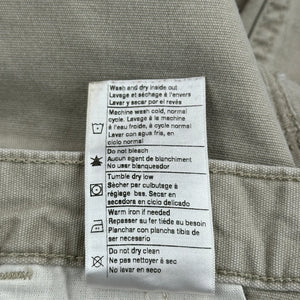 Wash and dry inside out
Lavage et séchage à l'envers
Lavar y secar por el revés
Machine wash cold, normal
cycle. Lavage à la machine
à l'eau froide, à cycle normal
Lavar con agua fria, en
ciclo normal
Do not bleach
Aucun agent de blanchiment
No usar blanqueador
Tumble dry low
Sécher par culbutage à
réglage bas. Secar en
secadora en ciclo delicado
Warm iron if needed
Repasser au fer tiède au besoin
Planchar con plancha tibia
de ser necesario
Do not dry clean
Ne pas nettoyer à sec
No lavar en seco